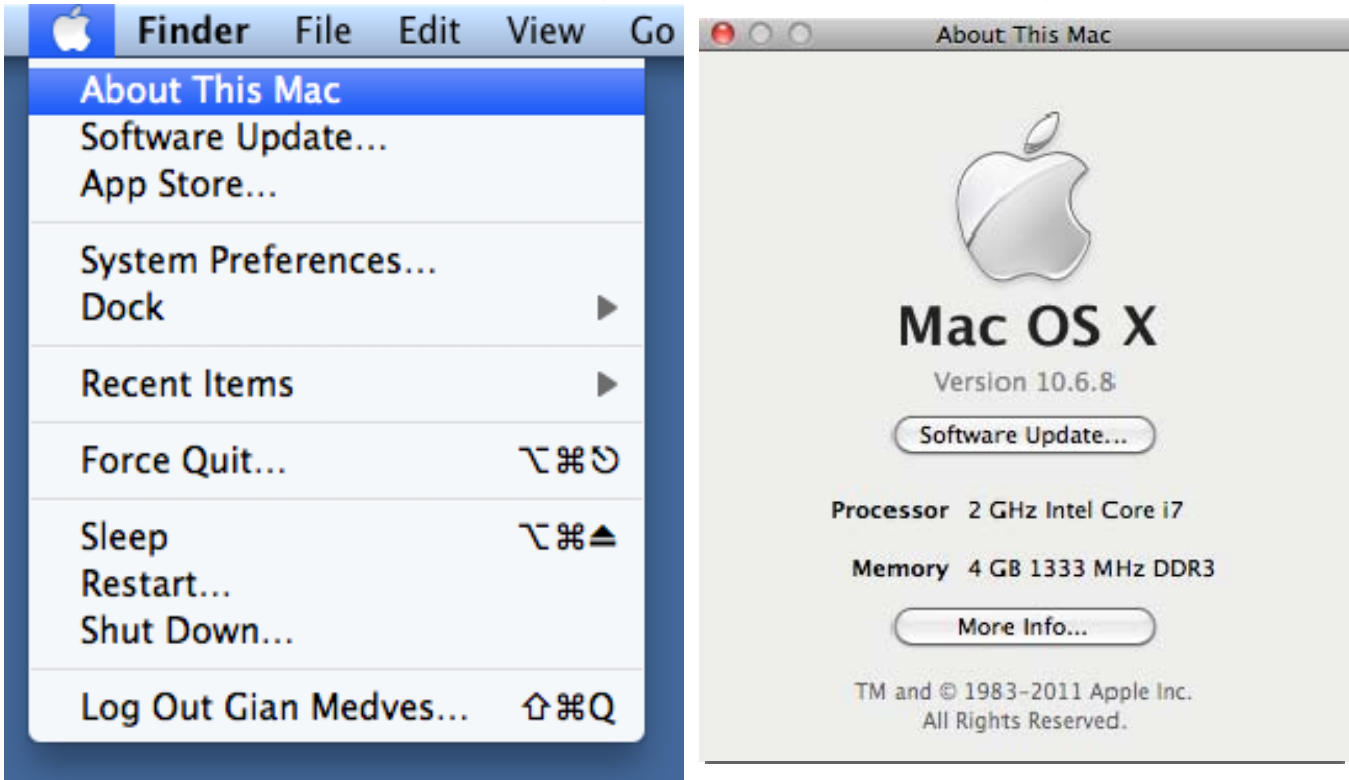 Finder File Edit View Go
About This Mac
Software Update...
App Store...
System Preferences...
Dock ▶
Recent Items ▶
Force Quit... ⌥⌘⎋
Sleep ⌥⌘⏏
Restart...
Shut Down...
Log Out Gian Medves... ⇧⌘Q
About This Mac
Mac OS X
Version 10.6.8
Software Update...
Processor 2 GHz Intel Core i7
Memory 4 GB 1333 MHz DDR3
More Info...
TM and © 1983-2011 Apple Inc.
All Rights Reserved.